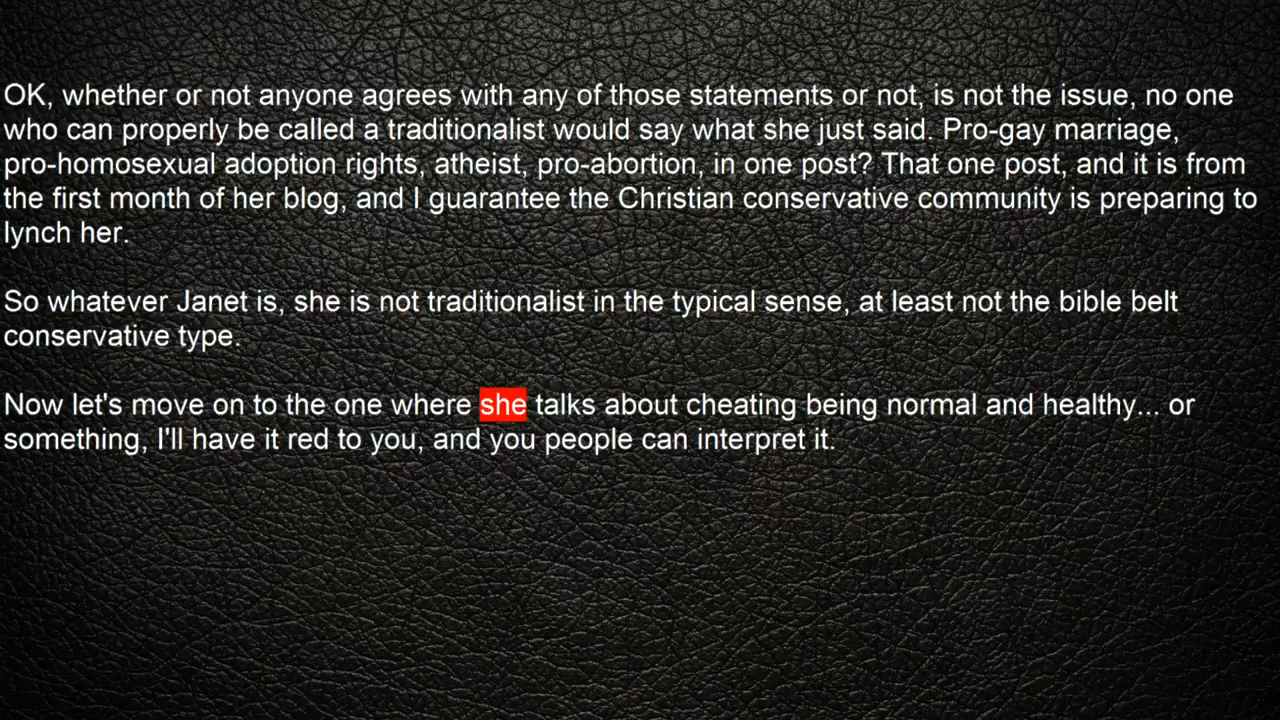 OK, whether or not anyone agrees with any of those statements or not, is not the issue, no one
who can properly be called a traditionalist would say what she just said. Pro-gay marriage,
pro-homosexual adoption rights, atheist, pro-abortion, in one post? That one post, and it is from
the first month of her blog, and I guarantee the Christian conservative community is preparing to
lynch her.
So whatever Janet is, she is not traditionalist in the typical sense, at least not the bible belt
conservative type.
Now let's move on to the one where she talks about cheating being normal and healthy... or
something, I'll have it red to you, and you people can interpret it.